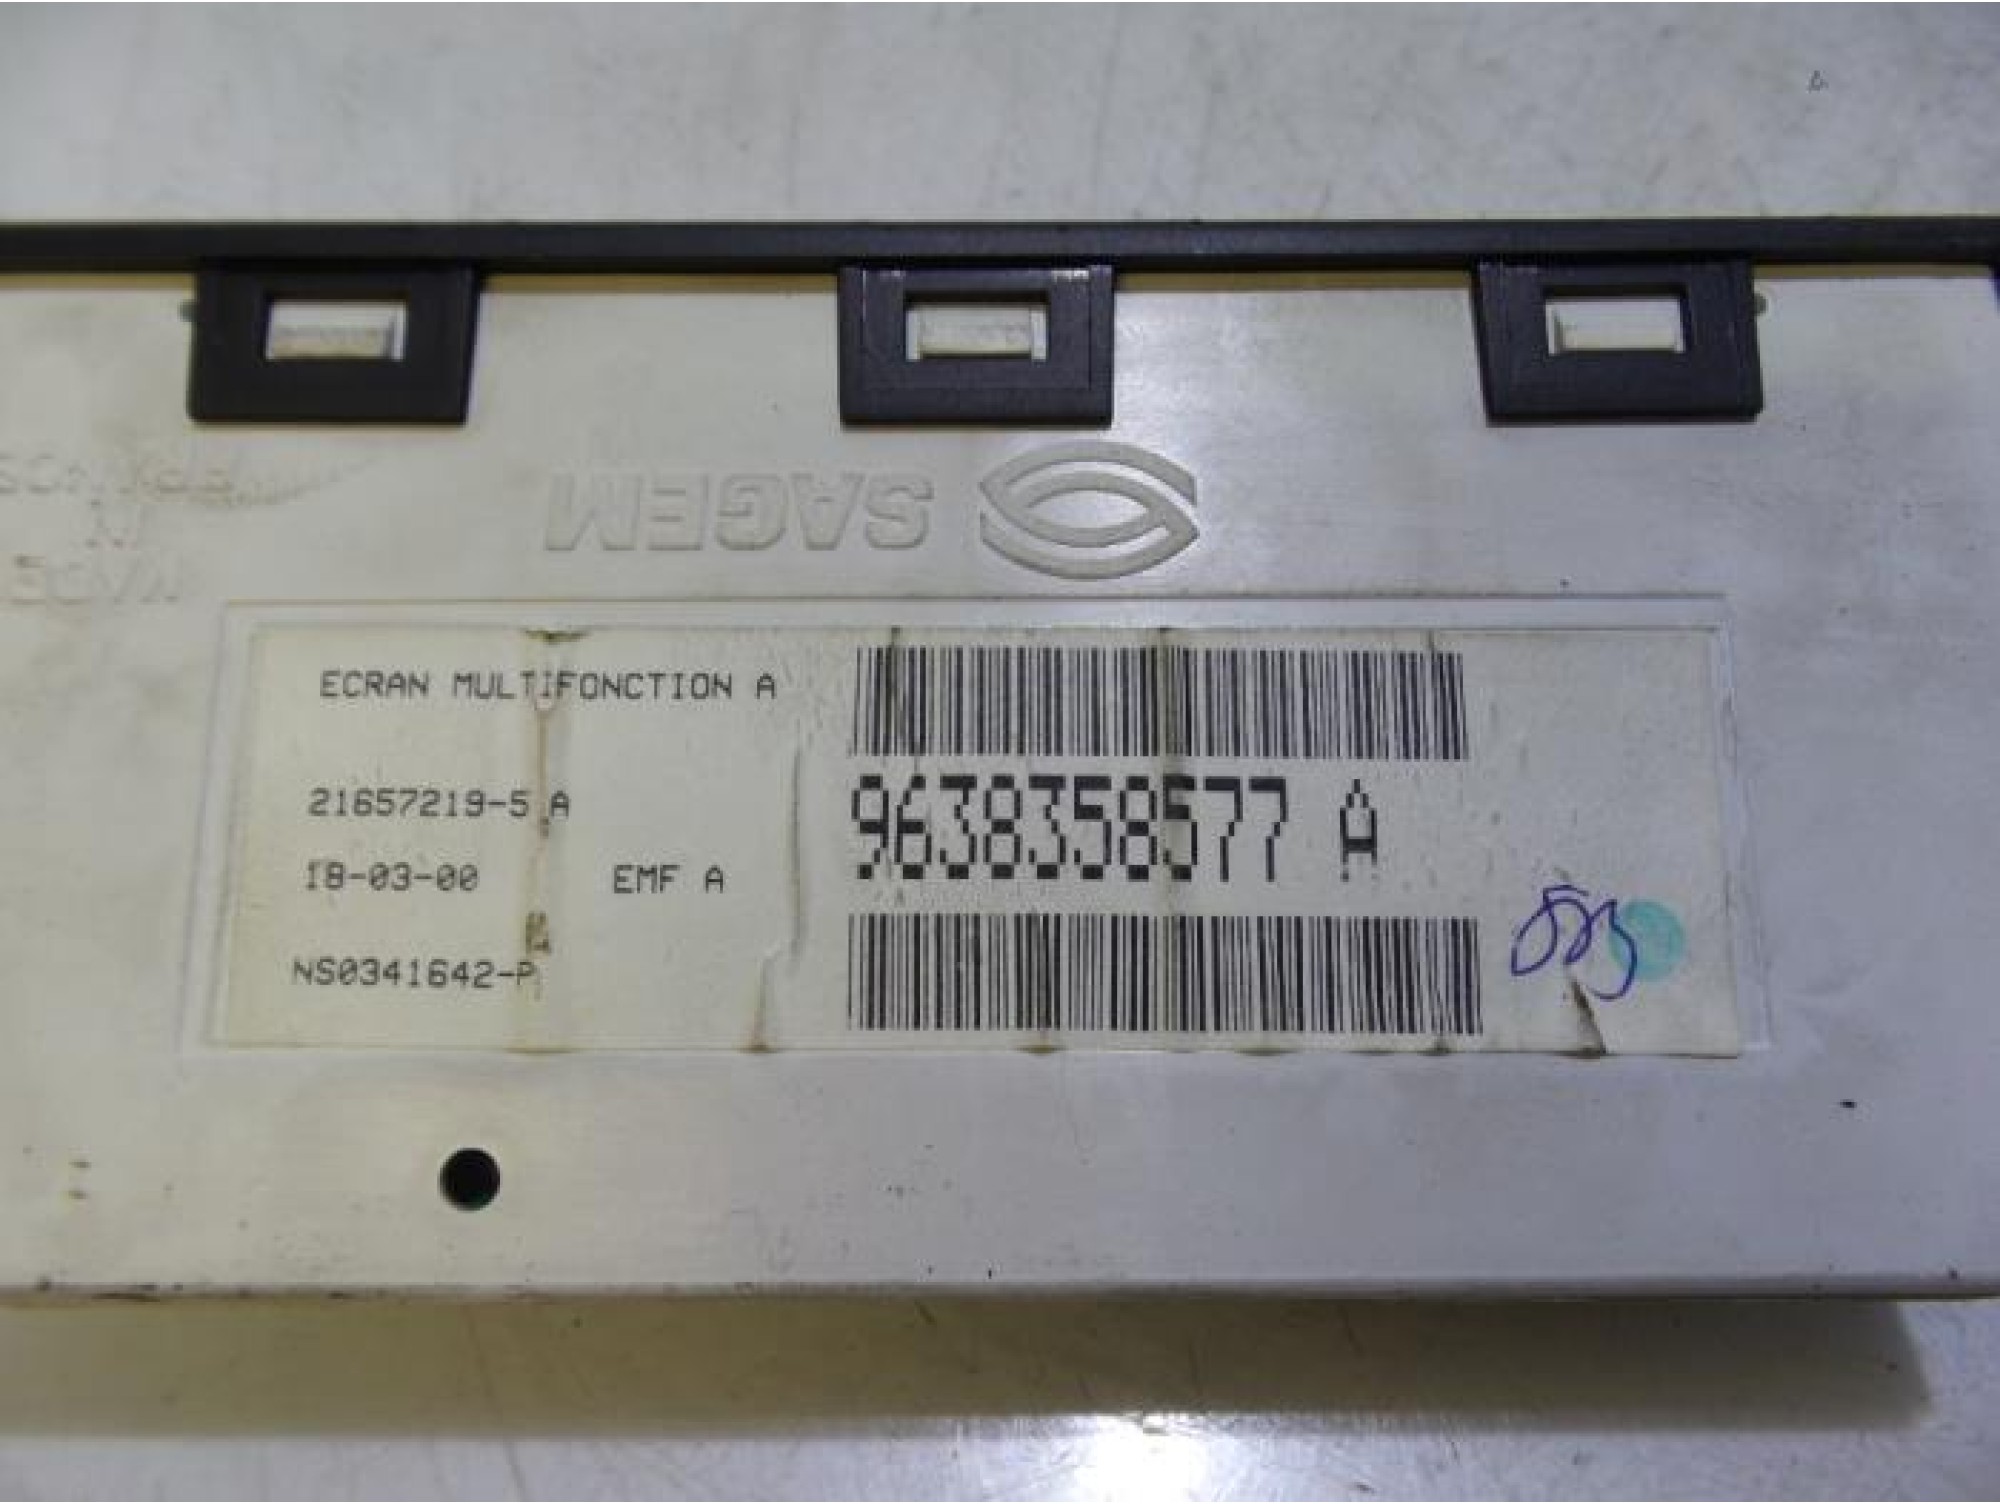 SAGEM
ECRAN MULTIFONCTION A
21657219-5 A
18-03-00 EMF A
NS0341642-P
9638358577 A